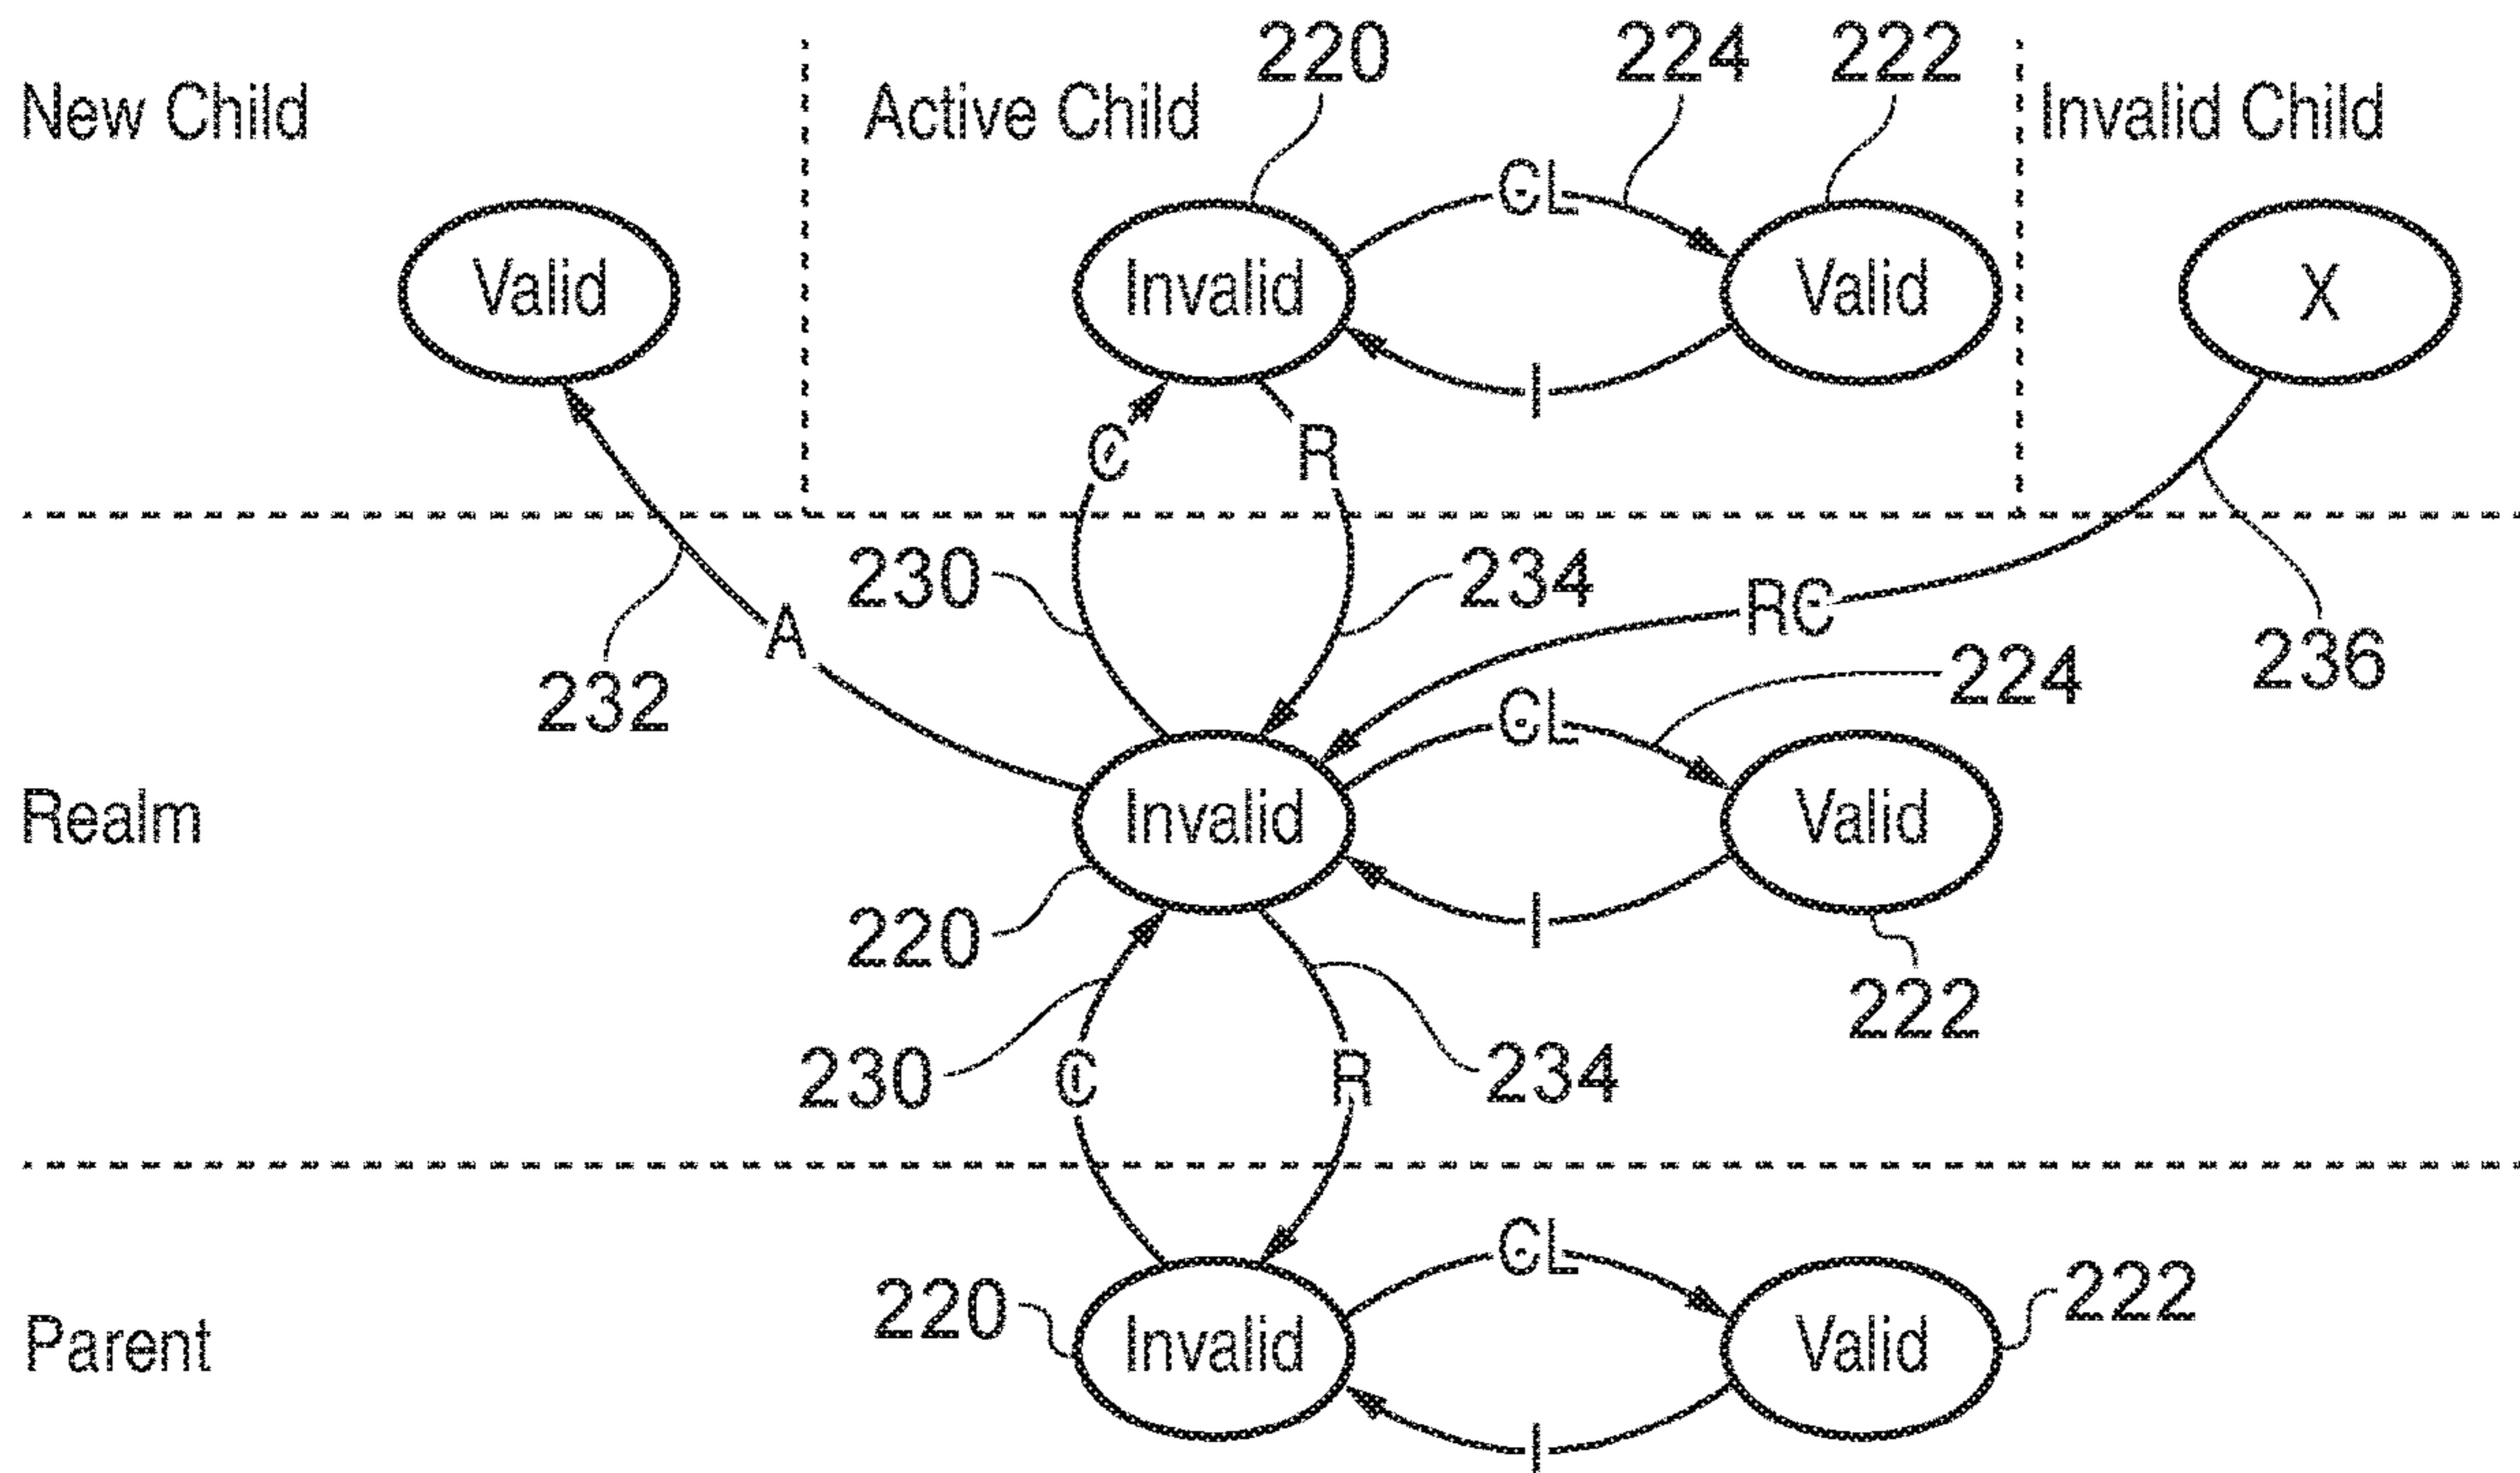 220 224 222
New Child Active Child Invalid Child
CL
Valid Invalid Valid X
I
C R
230 234
A RC
232 224 236
CL
Realm Invalid Valid
220 I
222
230 C R 234
CL
220 222
Parent Invalid Valid
I